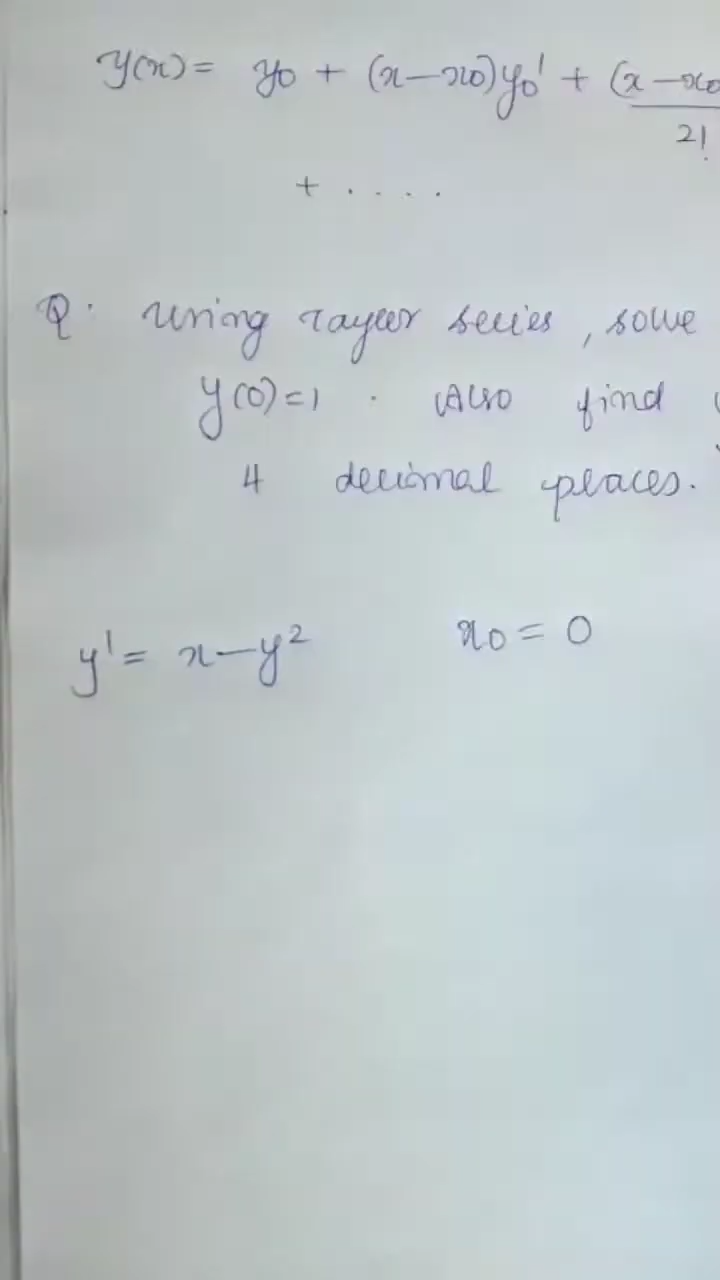 y(x) = y0 + (x-x0)y0' + (x-x0
2!
+ ....
Q. Using Taylor series, solve
y(0)=1 . Also find
4 decimal places.
y' = x-y²  x0 = 0